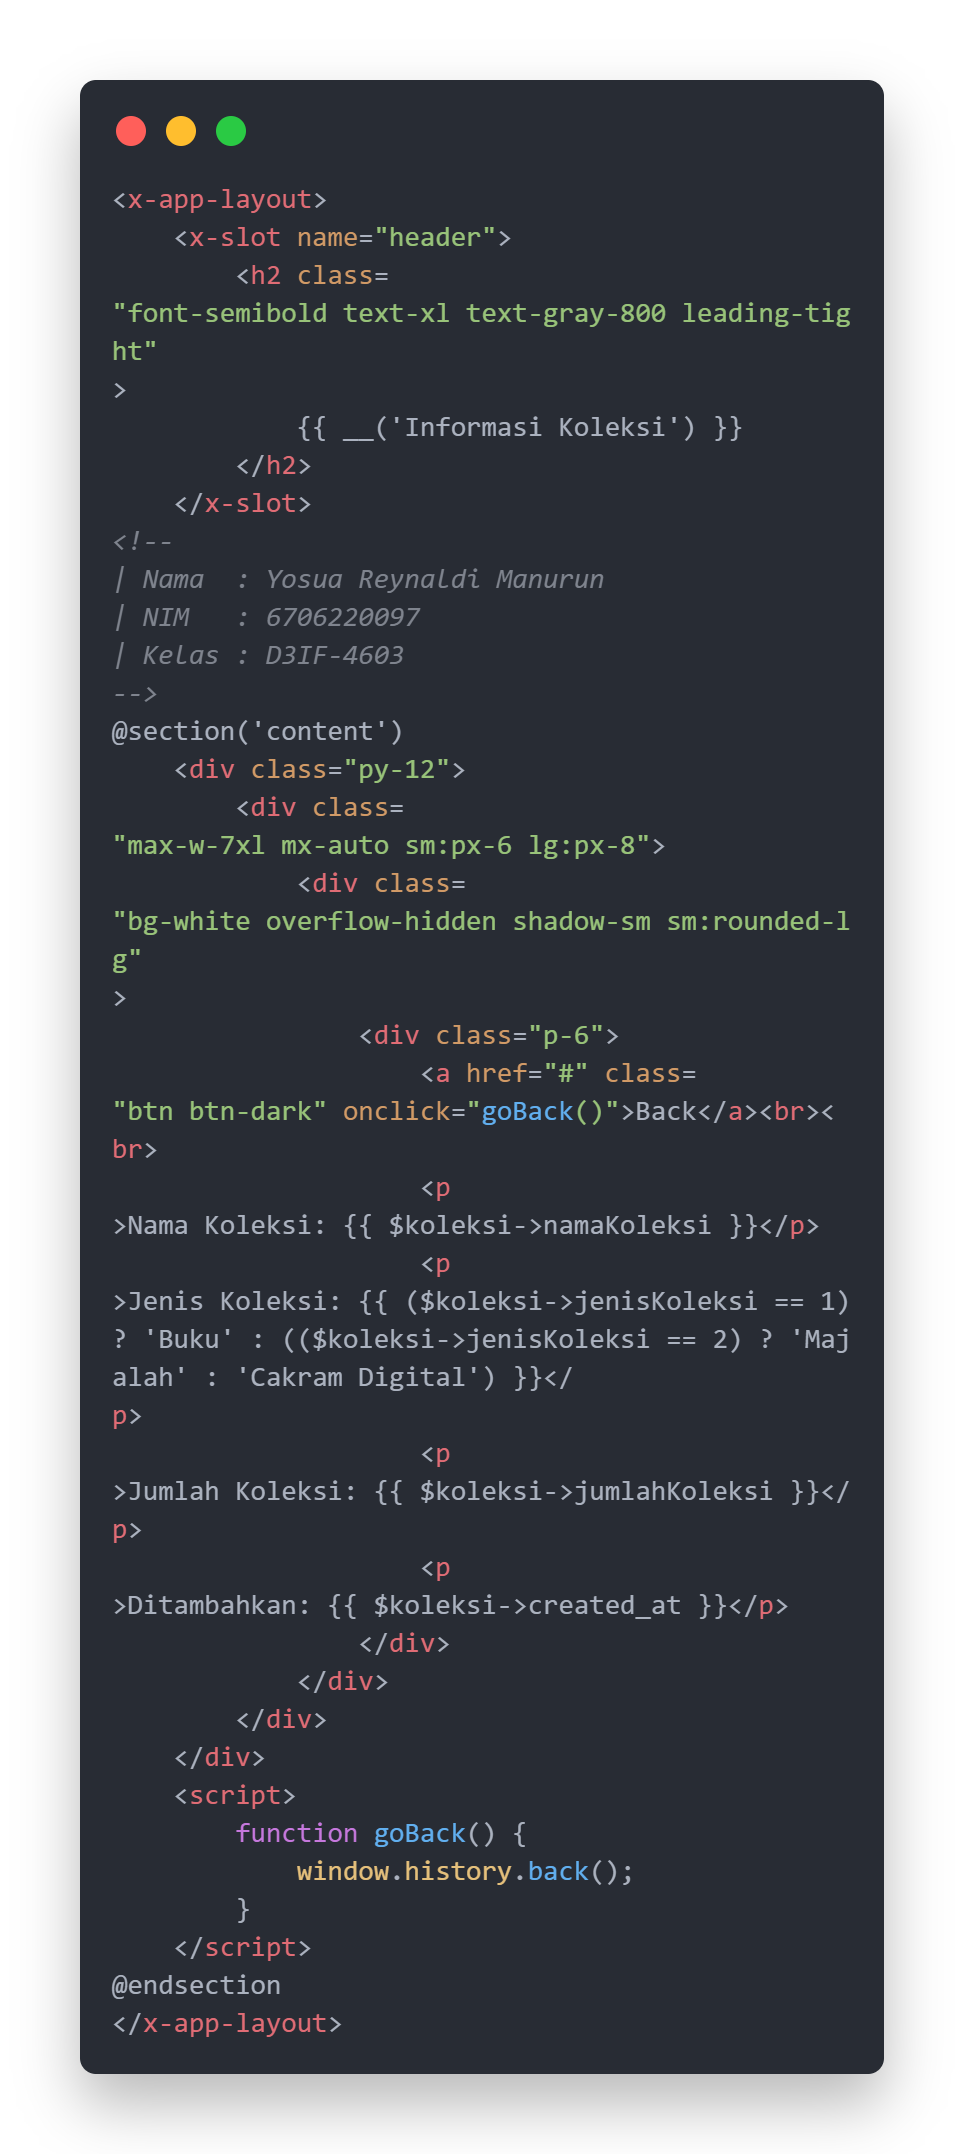 <x-app-layout>
    <x-slot name="header">
        <h2 class=
"font-semibold text-xl text-gray-800 leading-tig
ht"
>
            {{ __('Informasi Koleksi') }}
        </h2>
    </x-slot>
<!--
| Nama  : Yosua Reynaldi Manurun
| NIM   : 6706220097
| Kelas : D3IF-4603
-->
@section('content')
    <div class="py-12">
        <div class=
"max-w-7xl mx-auto sm:px-6 lg:px-8">
            <div class=
"bg-white overflow-hidden shadow-sm sm:rounded-l
g"
>
                <div class="p-6">
                    <a href="#" class=
"btn btn-dark" onclick="goBack()">Back</a><br><
br>
                    <p
>Nama Koleksi: {{ $koleksi->namaKoleksi }}</p>
                    <p
>Jenis Koleksi: {{ ($koleksi->jenisKoleksi == 1)
? 'Buku' : (($koleksi->jenisKoleksi == 2) ? 'Maj
alah' : 'Cakram Digital') }}</
p>
                    <p
>Jumlah Koleksi: {{ $koleksi->jumlahKoleksi }}</
p>
                    <p
>Ditambahkan: {{ $koleksi->created_at }}</p>
                </div>
            </div>
        </div>
    </div>
    <script>
        function goBack() {
            window.history.back();
        }
    </script>
@endsection
</x-app-layout>